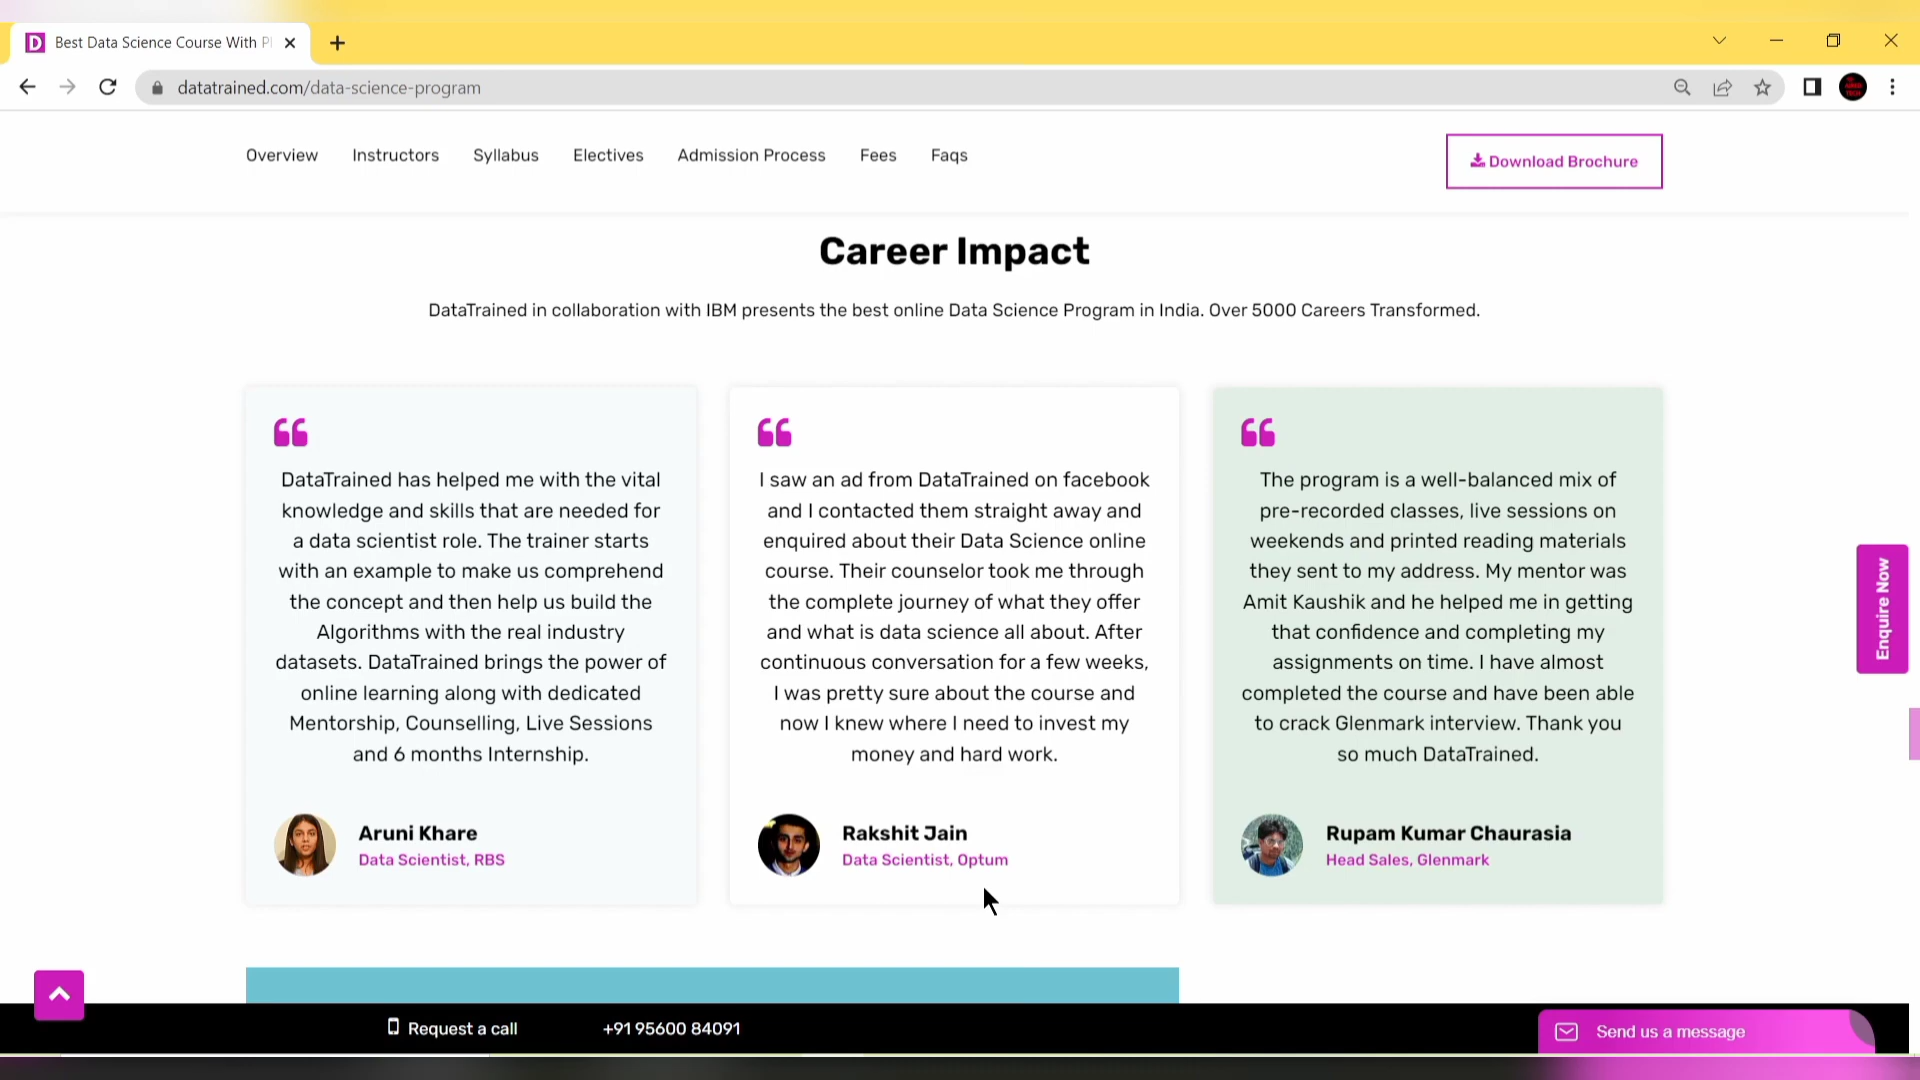 Best Data Science Course With Pl
datatrained.com/data-science-program
Overview Instructors Syllabus Electives Admission Process Fees Faqs
Download Brochure
Career Impact
DataTrained in collaboration with IBM presents the best online Data Science Program in India. Over 5000 Careers Transformed.
DataTrained has helped me with the vital
knowledge and skills that are needed for
a data scientist role. The trainer starts
with an example to make us comprehend
the concept and then help us build the
Algorithms with the real industry
datasets. DataTrained brings the power of
online learning along with dedicated
Mentorship, Counselling, Live Sessions
and 6 months Internship.
Aruni Khare
Data Scientist, RBS
I saw an ad from DataTrained on facebook
and I contacted them straight away and
enquired about their Data Science online
course. Their counselor took me through
the complete journey of what they offer
and what is data science all about. After
continuous conversation for a few weeks,
I was pretty sure about the course and
now I knew where I need to invest my
money and hard work.
Rakshit Jain
Data Scientist, Optum
The program is a well-balanced mix of
pre-recorded classes, live sessions on
weekends and printed reading materials
they sent to my address. My mentor was
Amit Kaushik and he helped me in getting
that confidence and completing my
assignments on time. I have almost
completed the course and have been able
to crack Glenmark interview. Thank you
so much DataTrained.
Rupam Kumar Chaurasia
Head Sales, Glenmark
Enquire Now
Request a call +91 95600 84091
Send us a message